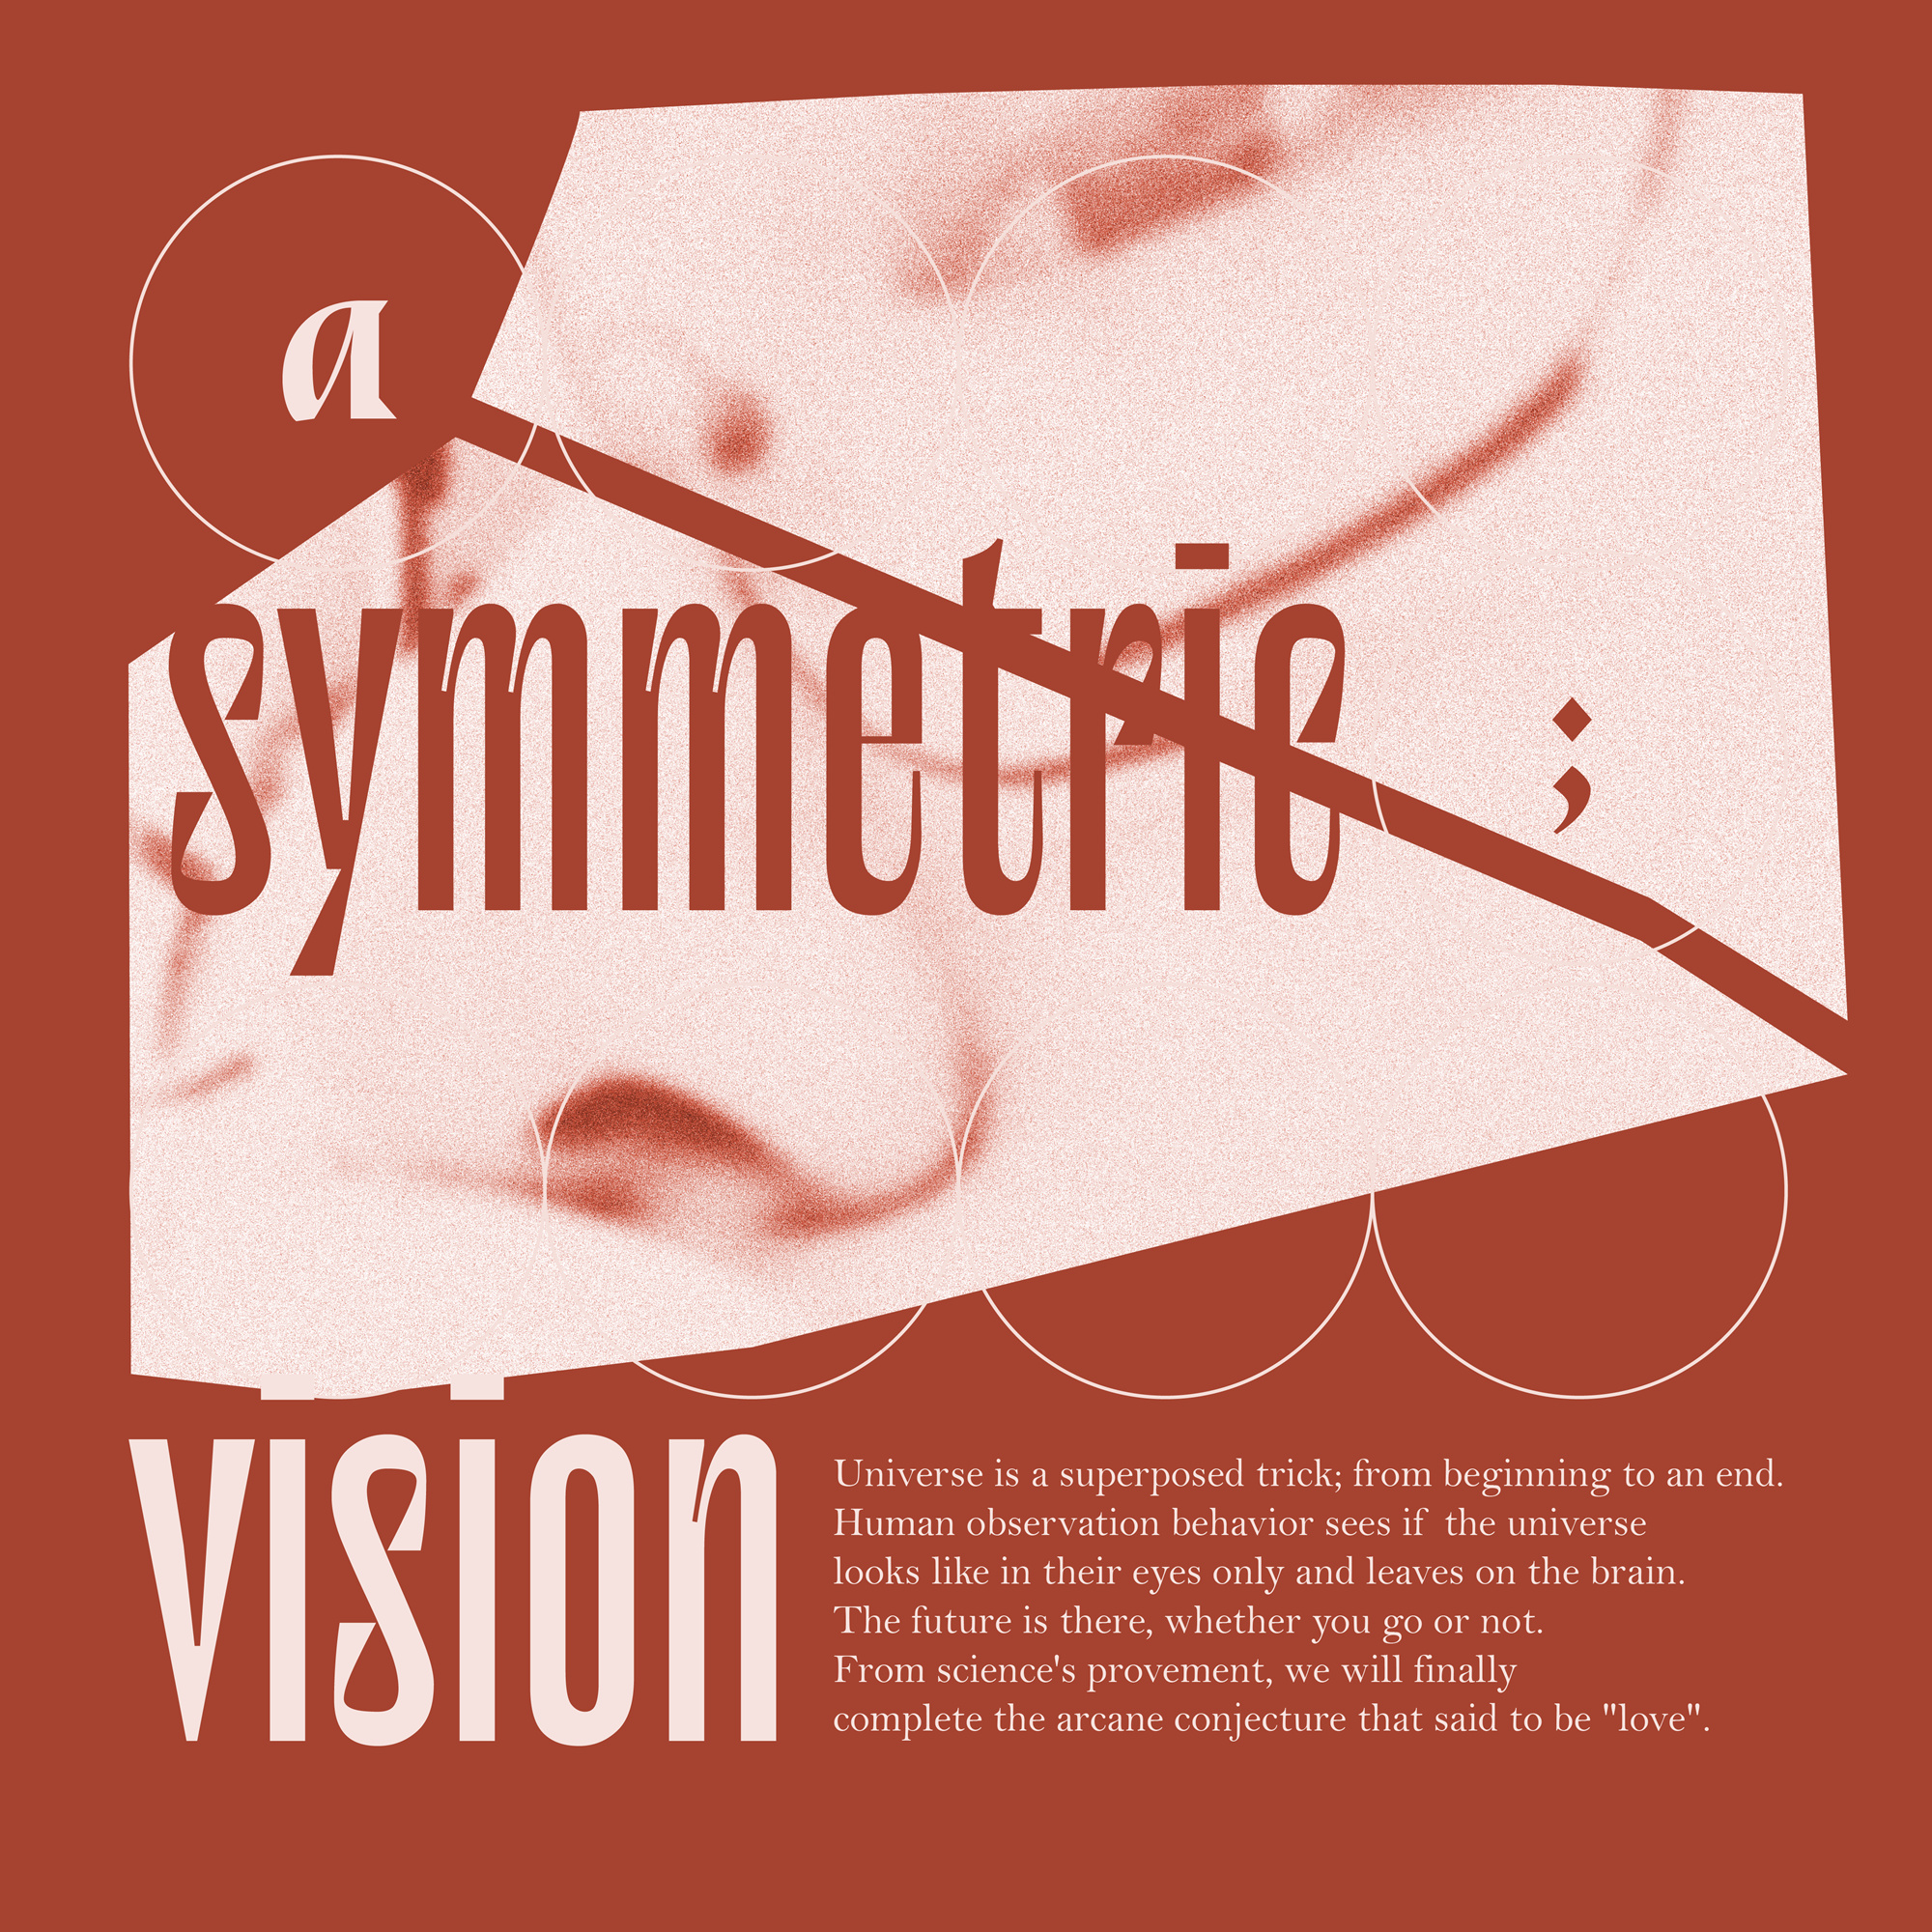 a
symmetric ;
vision
Universe is a superposed trick; from beginning to an end.
Human observation behavior sees if  the universe
looks like in their eyes only and leaves on the brain.
The future is there, whether you go or not.
From science's provement, we will finally
complete the arcane conjecture that said to be "love".